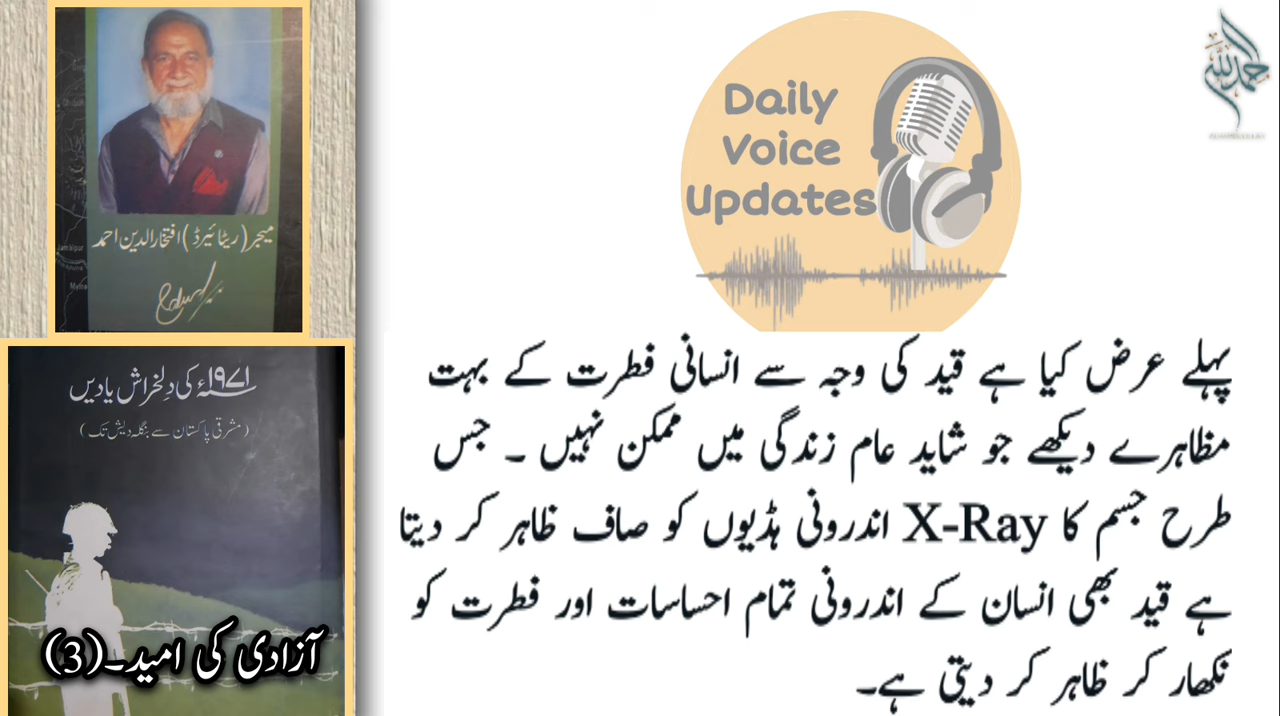 میجر (ریٹائیرڈ) افتخار الدین احمد
۱۹۷۱ء کی دلخراش یادیں
(مشرقی پاکستان سے بنگلہ دیش تک)
آزادی کی امید۔(3)
Daily
Voice
Updates
الحمد للہ
پہلے عرض کیا ہے قید کی وجہ سے انسانی فطرت کے بہت
مظاہرے دیکھے جو شاید عام زندگی میں ممکن نہیں ۔ جس
طرح جسم کا X-Ray اندرونی ہڈیوں کو صاف ظاہر کر دیتا
ہے قید بھی انسان کے اندرونی تمام احساسات اور فطرت کو
نکھار کر ظاہر کر دیتی ہے۔